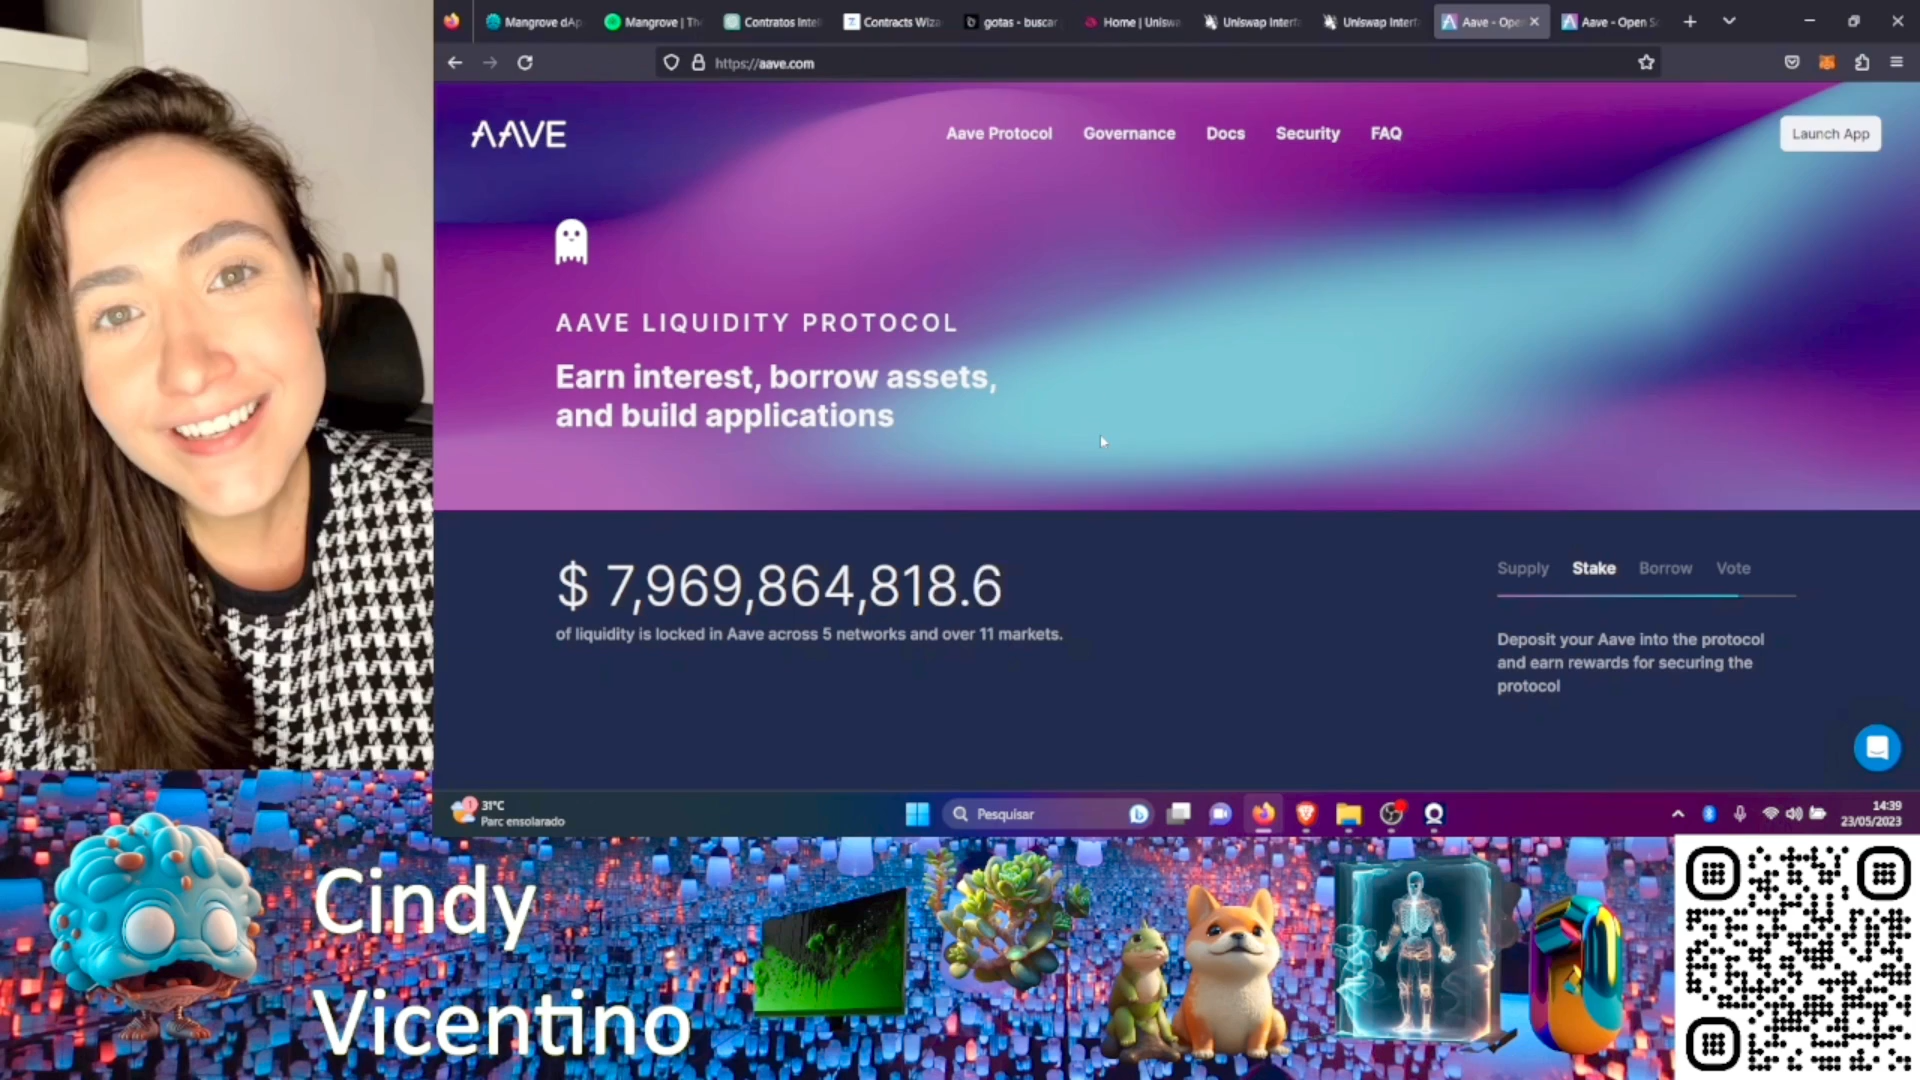 Mangrove dAp
Mangrove | Th
Contratos Intel
Contracts Wiza
gotas - buscar
Home | Uniswa
Uniswap Interf
Uniswap Interf
Aave - Ope
Aave - Open So
https://aave.com
AAVE
Aave Protocol
Governance
Docs
Security
FAQ
Launch App
AAVE LIQUIDITY PROTOCOL
Earn interest, borrow assets,
and build applications
$ 7,969,864,818.6
of liquidity is locked in Aave across 5 networks and over 11 markets.
Supply
Stake
Borrow
Vote
Deposit your Aave into the protocol
and earn rewards for securing the
protocol
1
31°C
Parc ensolarado
Pesquisar
14:39
23/05/2023
Cindy
Vicentino